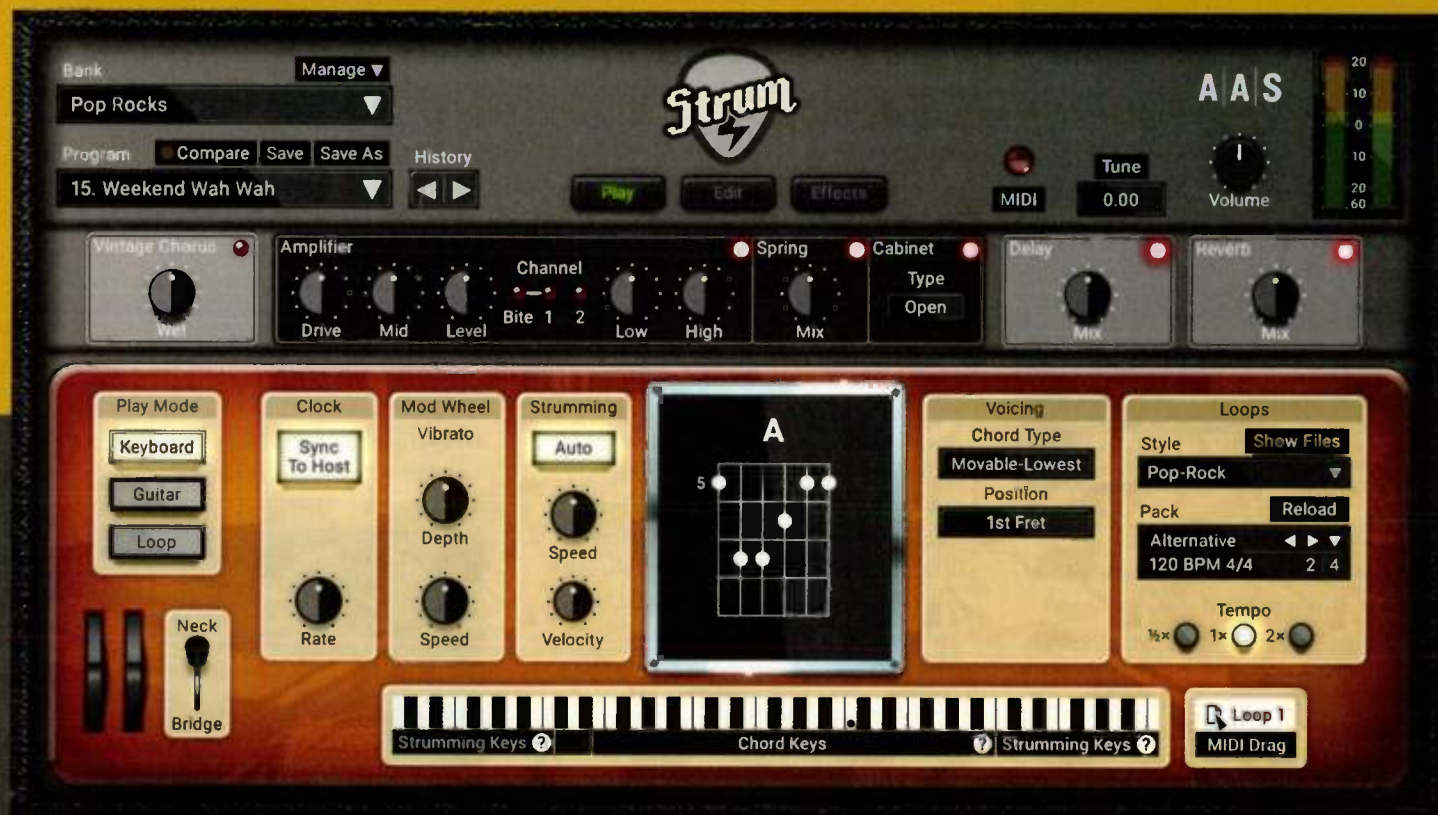 Bank
Manage
Pop Rocks
Program
Compare
Save
Save As
15. Weekend Wah Wah
History
Strum
Play
Edit
Effects
MIDI
Tune
0.00
AAS
Volume
20
10
0
10
20
60
Vintage Chorus
Wet
Amplifier
Drive
Mid
Level
Channel
Bite 1 2
Low
High
Spring
Mix
Cabinet
Type
Open
Delay
Mix
Reverb
Mix
Play Mode
Keyboard
Guitar
Loop
Neck
Bridge
Clock
Sync
To Host
Rate
Mod Wheel
Vibrato
Depth
Speed
Strumming
Auto
Speed
Velocity
A
5
Voicing
Chord Type
Movable-Lowest
Position
1st Fret
Loops
Style
Show Files
Pop-Rock
Pack
Reload
Alternative
120 BPM 4/4 2 4
Tempo
½× 1× 2×
Strumming Keys ?
Chord Keys ?
Strumming Keys ?
Loop 1
MIDI Drag